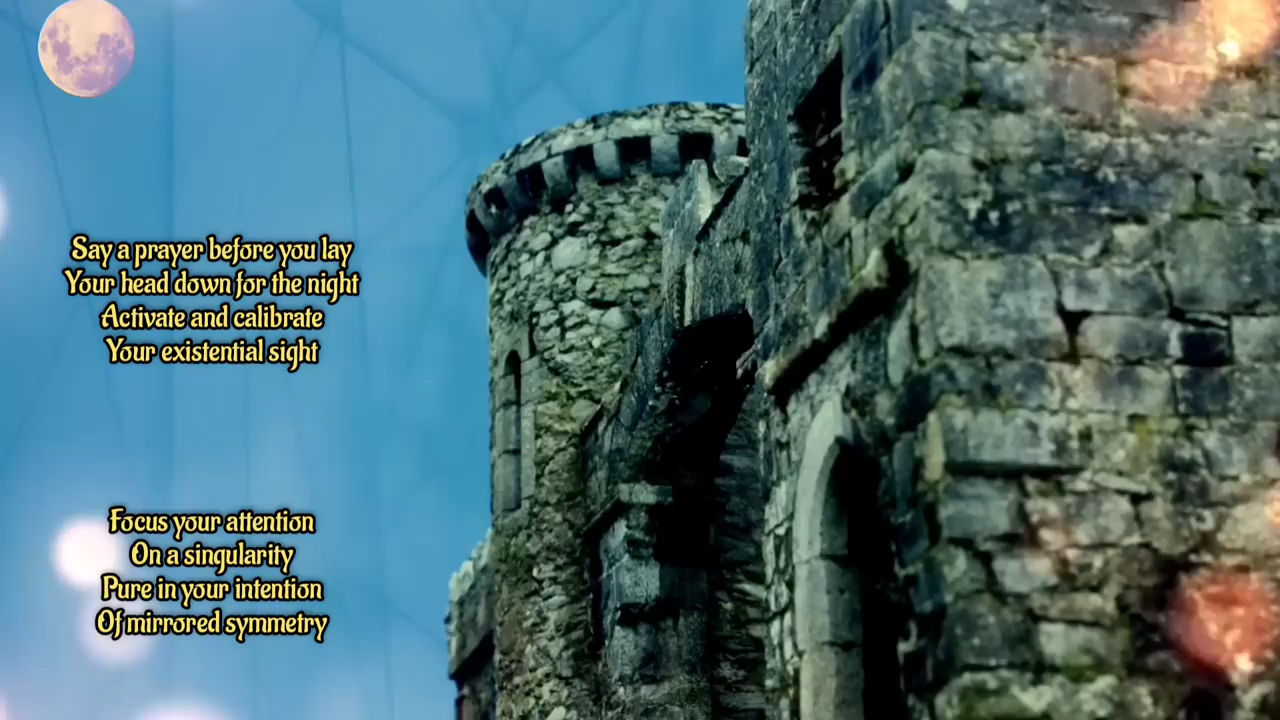 Say a prayer before you lay
Your head down for the night
Activate and calibrate
Your existential sight
Focus your attention
On a singularity
Pure in your intention
Of mirrored symmetry